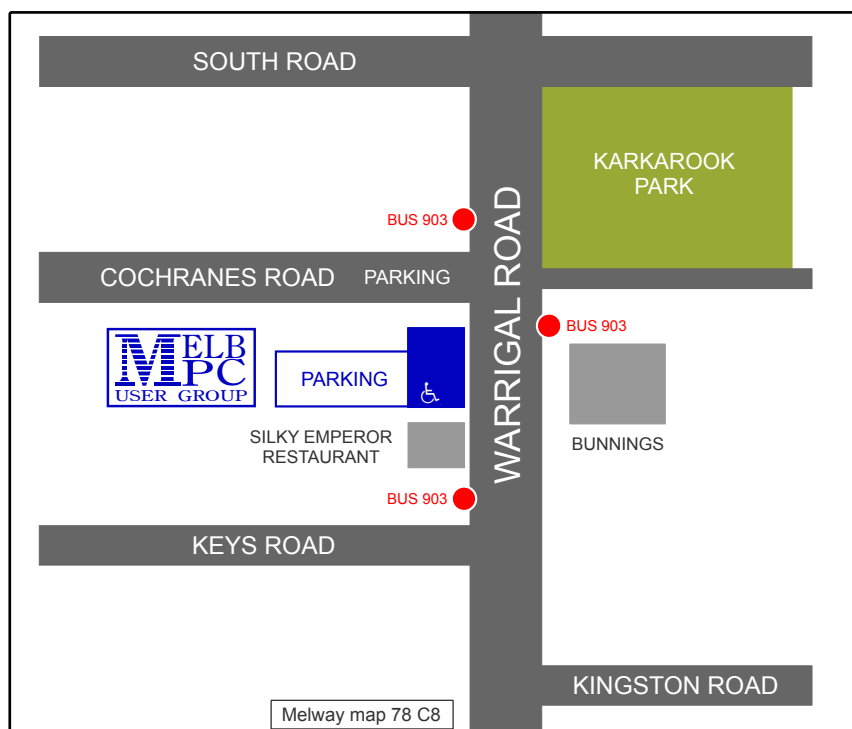 SOUTH ROAD
KARKAROOK
PARK
BUS 903
WARRIGAL ROAD
COCHRANES ROAD
PARKING
BUS 903
MELB
PC
USER GROUP
PARKING
SILKY EMPEROR
RESTAURANT
BUNNINGS
BUS 903
KEYS ROAD
KINGSTON ROAD
Melway map 78 C8